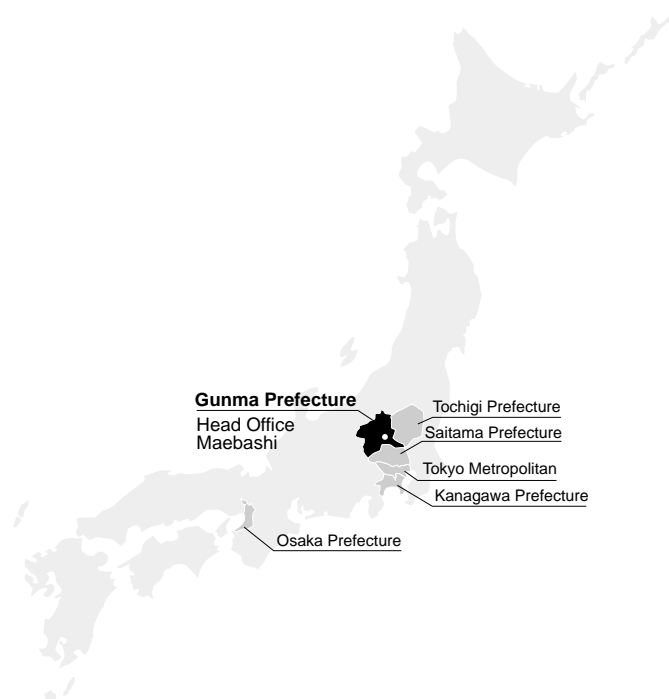 Gunma Prefecture
Head Office
Maebashi
Tochigi Prefecture
Saitama Prefecture
Tokyo Metropolitan
Kanagawa Prefecture
Osaka Prefecture